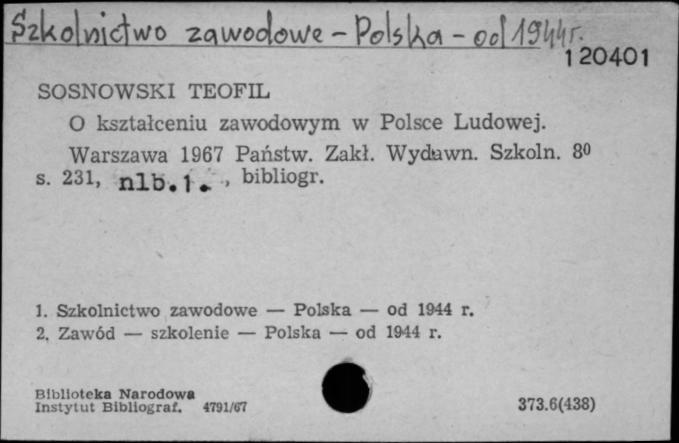 Szkolnictwo zawodowe - Polska - od 1944r.
120401
SOSNOWSKI TEOFIL
O kształceniu zawodowym w Polsce Ludowej.
Warszawa 1967 Państw. Zakł. Wydawn. Szkoln. 8⁰
s. 231, nlb.1., bibliogr.
1. Szkolnictwo zawodowe — Polska — od 1944 r.
2. Zawód — szkolenie — Polska — od 1944 r.
Biblioteka Narodowa
Instytut Bibliograf. 4791/67 373.6(438)